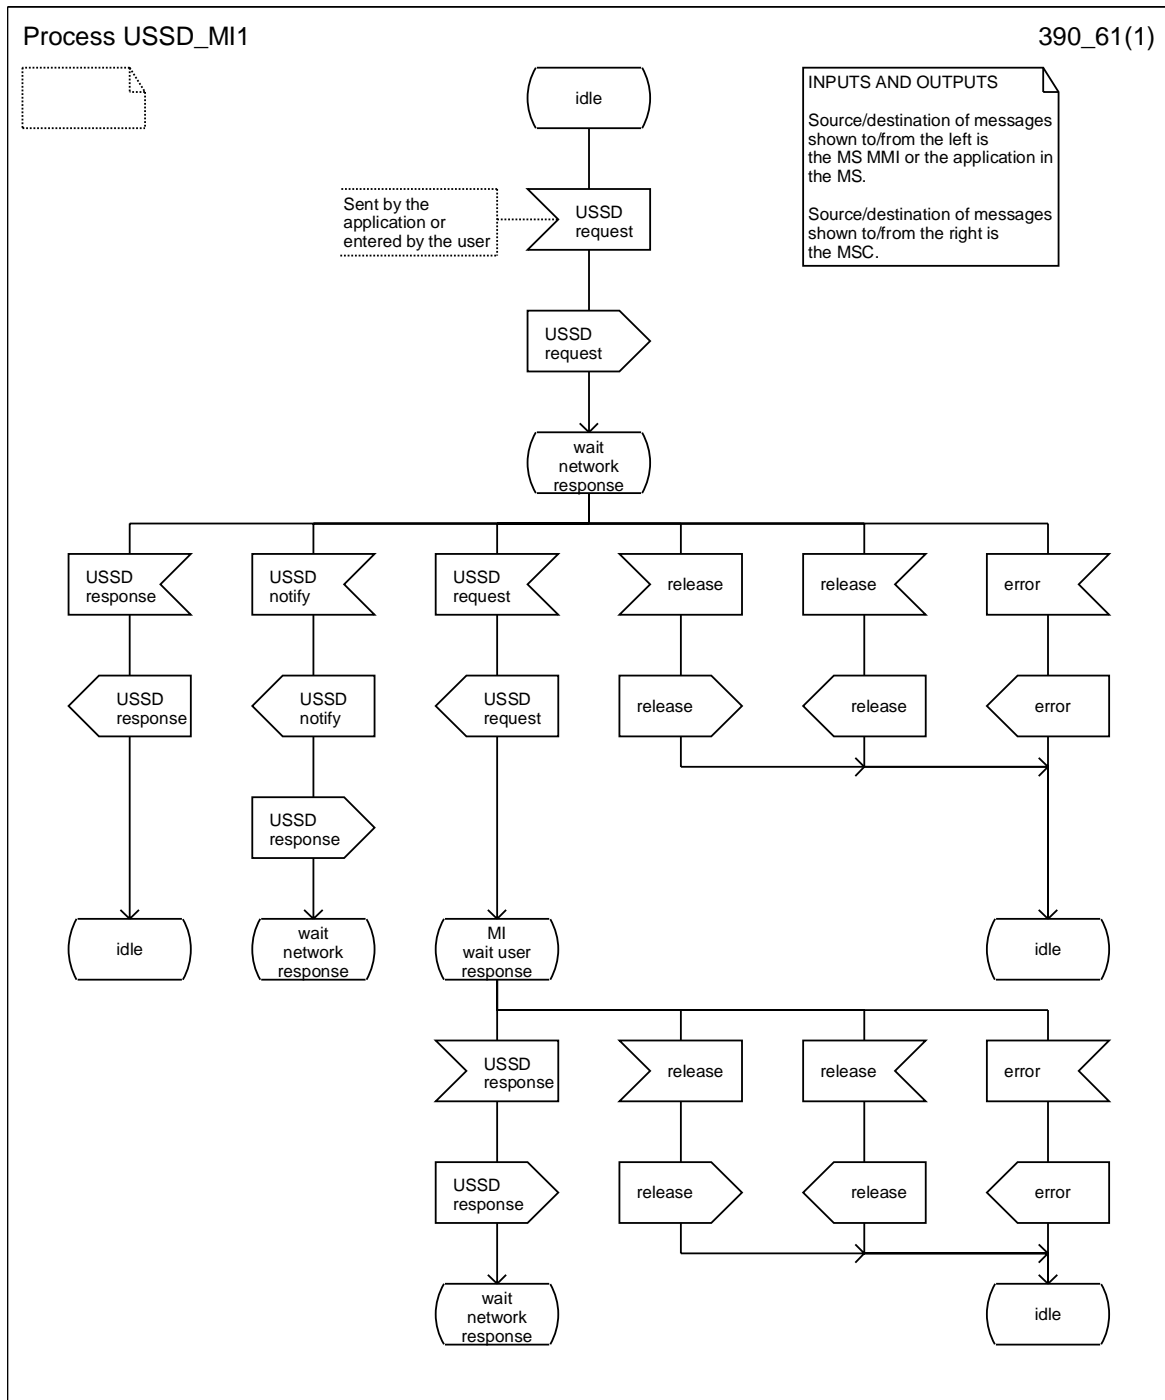 Process USSD_MI1
390_61(1)
idle
INPUTS AND OUTPUTS
Source/destination of messages
shown to/from the left is
the MS MMI or the application in
the MS.
Source/destination of messages
shown to/from the right is
the MSC.
Sent by the
application or
entered by the user
USSD
request
USSD
request
wait
network
response
USSD
response
USSD
notify
USSD
request
release
release
error
USSD
response
USSD
notify
USSD
request
release
release
error
USSD
response
idle
wait
network
response
MI
wait user
response
idle
USSD
response
release
release
error
USSD
response
release
release
error
wait
network
response
idle